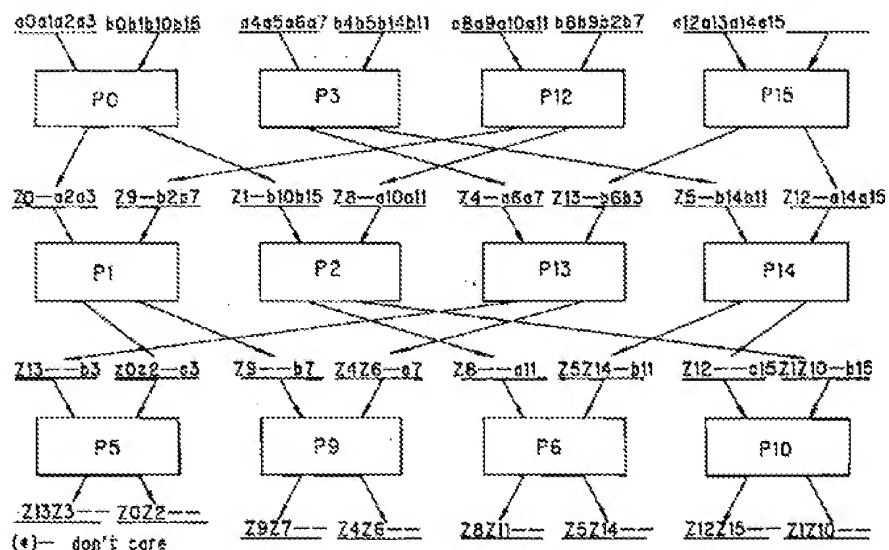 a0a1a2a3 b0b1b10b15 a4a5a6a7 b4b5b14b11 a8a9a10a11 b8b9b2b7 a12a13a14a15
P0 P3 P12 P15
Z0--a2a3 Z9--b2b7 Z1--b10b15 Z8--a10a11 Z4--a6a7 Z13--b6b3 Z5--b14b11 Z12--a14a15
P1 P2 P13 P14
Z13---b3 Z0Z2--a3 Z9---b7 Z4Z6--a7 Z8---a11 Z5Z14--b11 Z12---a15 Z1Z10--b15
P5 P9 P6 P10
Z13Z3-- Z0Z2-- Z9Z7-- Z4Z6-- Z8Z11-- Z5Z14-- Z12Z15-- Z1Z10--
(*)-- don't care